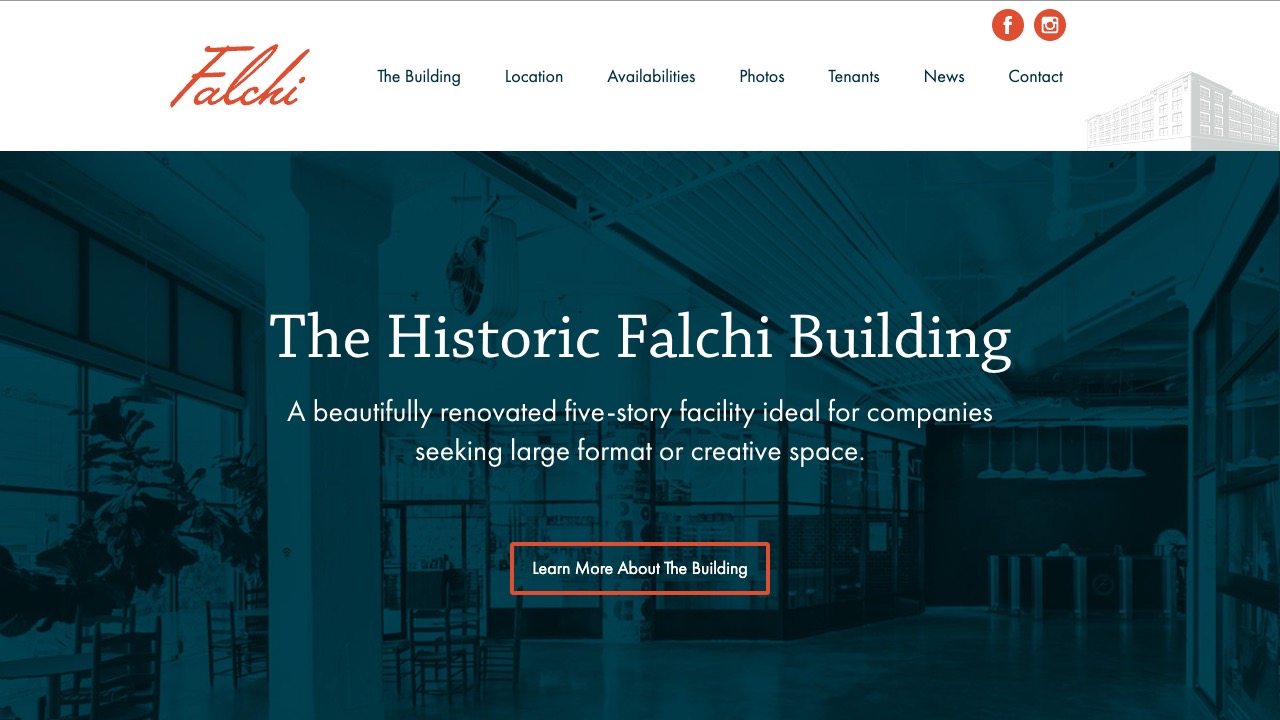 Falchi
The Building Location Availabilities Photos Tenants News Contact
The Historic Falchi Building
A beautifully renovated five-story facility ideal for companies
seeking large format or creative space.
Learn More About The Building